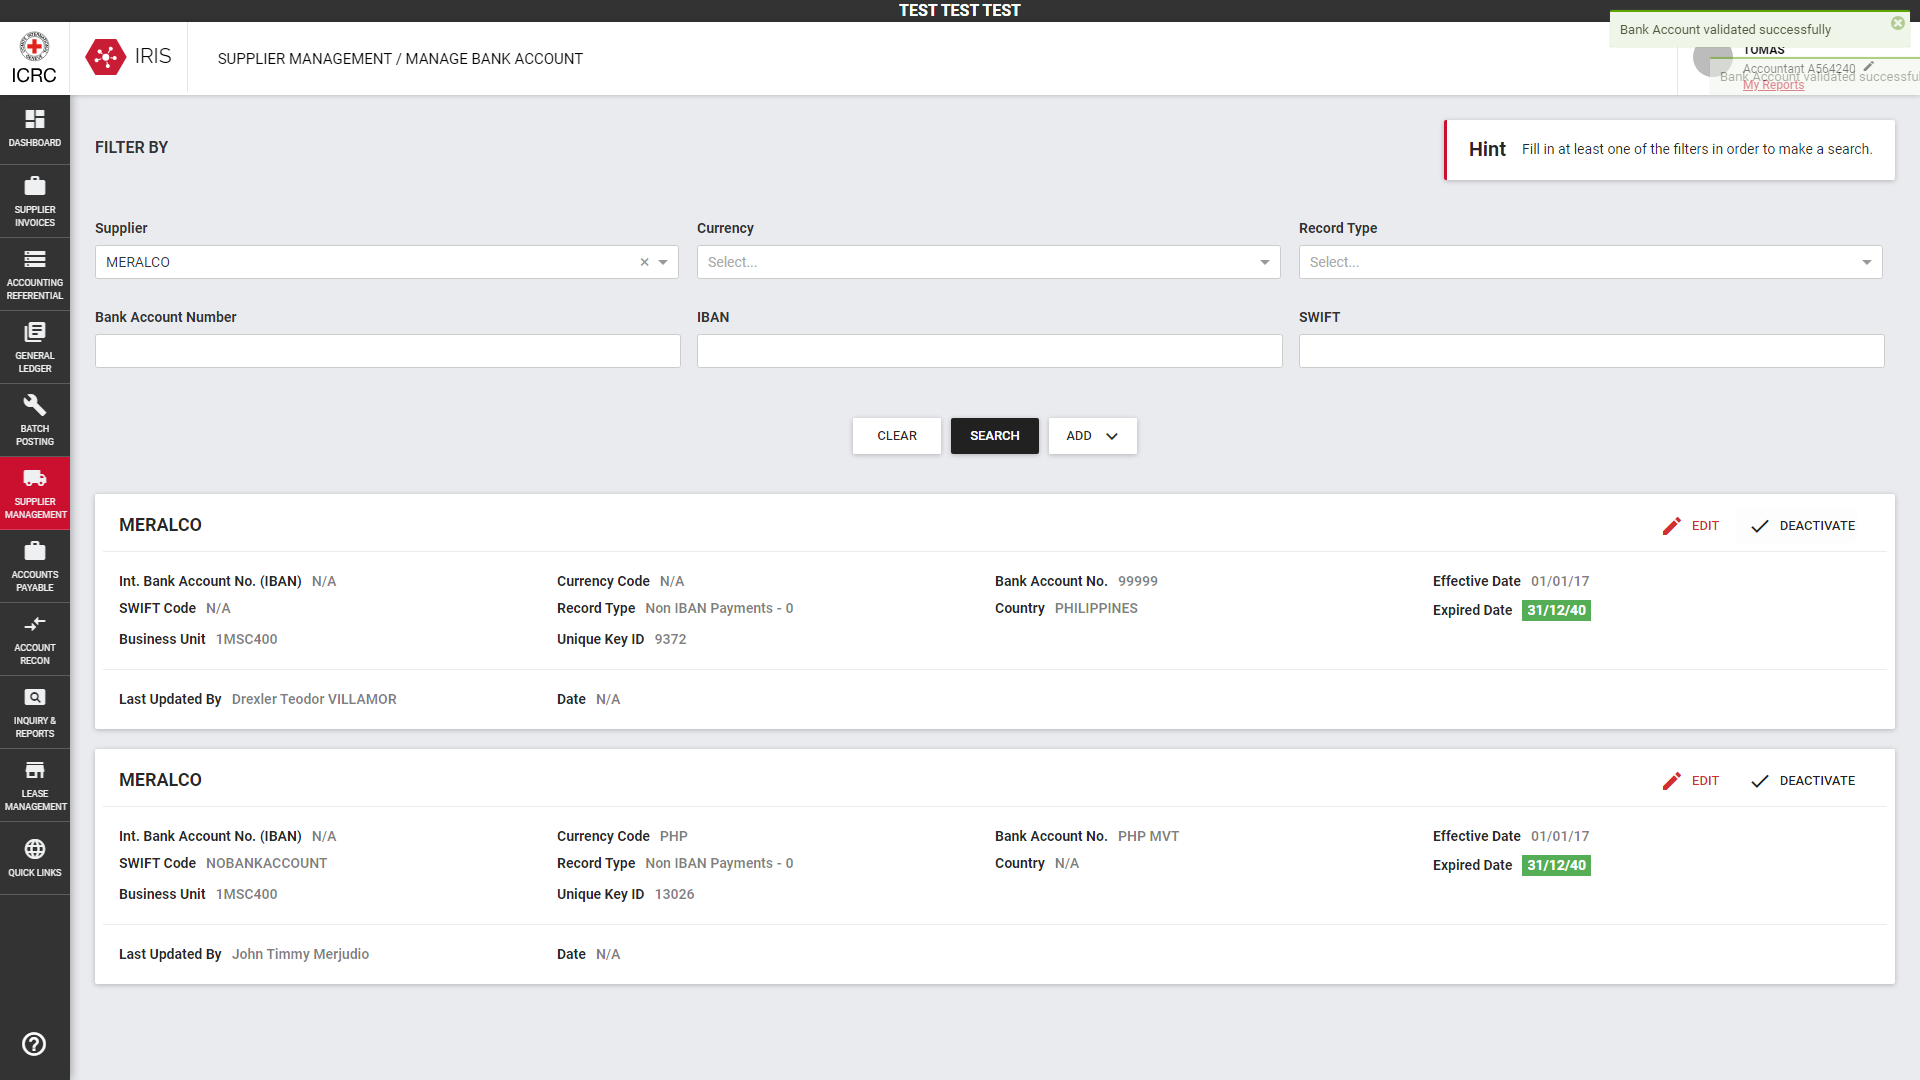 TEST TEST TEST
ICRC
IRIS
SUPPLIER MANAGEMENT / MANAGE BANK ACCOUNT
Bank Account validated successfully
TOMAS
Accountant A564240
Bank Account validated successfu
My Reports
DASHBOARD
SUPPLIER
INVOICES
ACCOUNTING
REFERENTIAL
GENERAL
LEDGER
BATCH
POSTING
SUPPLIER
MANAGEMENT
ACCOUNTS
PAYABLE
ACCOUNT
RECON
INQUIRY &
REPORTS
LEASE
MANAGEMENT
QUICK LINKS
FILTER BY
Hint Fill in at least one of the filters in order to make a search.
Supplier Currency Record Type
MERALCO Select... Select...
Bank Account Number IBAN SWIFT
CLEAR SEARCH ADD
MERALCO EDIT DEACTIVATE
Int. Bank Account No. (IBAN) N/A Currency Code N/A Bank Account No. 99999 Effective Date 01/01/17
SWIFT Code N/A Record Type Non IBAN Payments - 0 Country PHILIPPINES Expired Date 31/12/40
Business Unit 1MSC400 Unique Key ID 9372
Last Updated By Drexler Teodor VILLAMOR Date N/A
MERALCO EDIT DEACTIVATE
Int. Bank Account No. (IBAN) N/A Currency Code PHP Bank Account No. PHP MVT Effective Date 01/01/17
SWIFT Code NOBANKACCOUNT Record Type Non IBAN Payments - 0 Country N/A Expired Date 31/12/40
Business Unit 1MSC400 Unique Key ID 13026
Last Updated By John Timmy Merjudio Date N/A